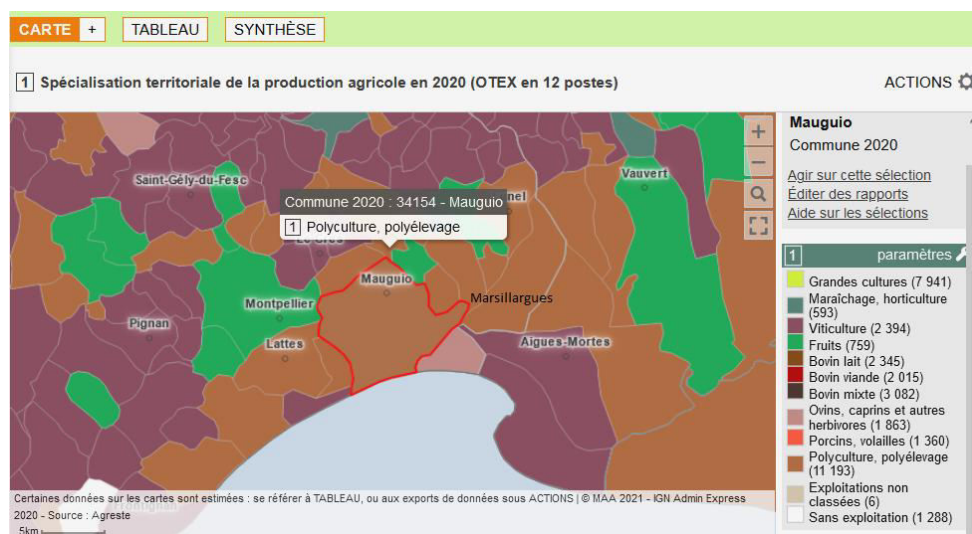 CARTE + TABLEAU SYNTHÈSE
1 Spécialisation territoriale de la production agricole en 2020 (OTEX en 12 postes)
ACTIONS
Saint-Gély-du-Fesc
Vauvert
Commune 2020 : 34154 - Mauguio
nel
1 Polyculture, polyélevage
Mauguio
Montpellier
Marsillargues
Pignan
Lattes
Aigues-Mortes
+
−
Certaines données sur les cartes sont estimées : se référer à TABLEAU, ou aux exports de données sous ACTIONS | © MAA 2021 - IGN Admin Express
2020 - Source : Agreste
5km
Mauguio
Commune 2020
Agir sur cette sélection
Éditer des rapports
Aide sur les sélections
1 paramètres
Grandes cultures (7 941)
Maraîchage, horticulture
(593)
Viticulture (2 394)
Fruits (759)
Bovin lait (2 345)
Bovin viande (2 015)
Bovin mixte (3 082)
Ovins, caprins et autres
herbivores (1 863)
Porcins, volailles (1 360)
Polyculture, polyélevage
(11 193)
Exploitations non
classées (6)
Sans exploitation (1 288)